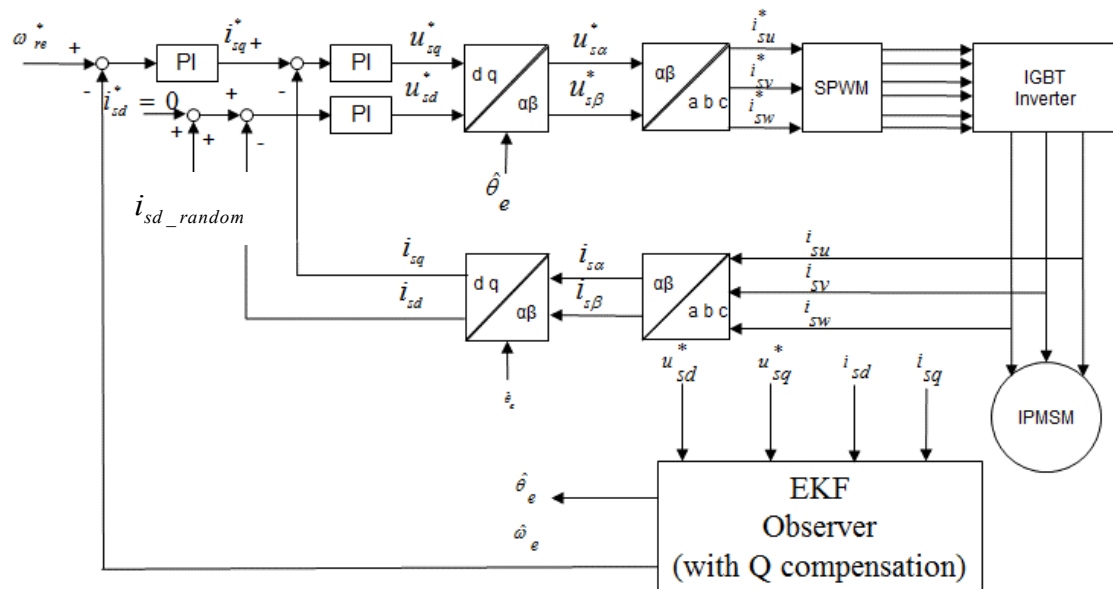 ω*re + - PI i*sq + - PI u*sq
i*sd = 0 + + + - PI u*sd
d q αβ
u*sα
u*sβ
αβ a b c
i*su
i*sv
i*sw
SPWM
IGBT
Inverter
θ̂e
isd_random
isq
isd
d q αβ
isα
isβ
αβ a b c
isu
isv
isw
u*sd u*sq isd isq
IPMSM
θ̂e
ω̂e
EKF
Observer
(with Q compensation)